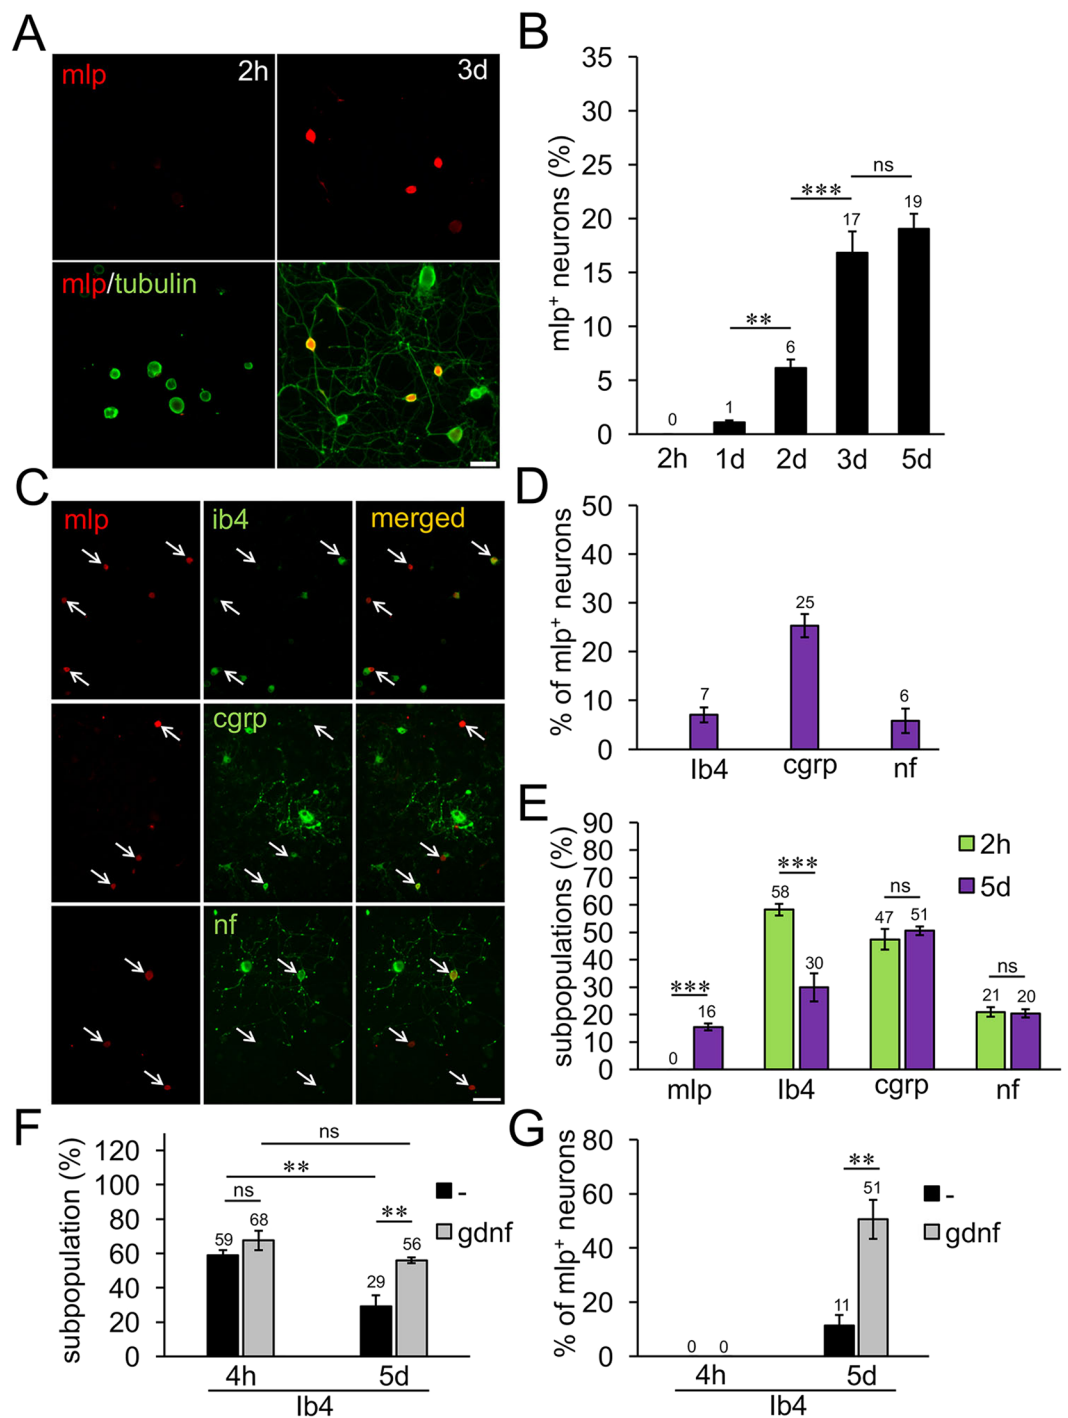 A
mlp
2h
3d
mlp/tubulin
B
mlp+ neurons (%)
35
30
25
20
15
10
5
0
0
1
6
17
19
**
***
ns
2h 1d 2d 3d 5d
C
mlp
ib4
merged
cgrp
nf
D
% of mlp+ neurons
50
40
30
20
10
0
7
25
6
Ib4 cgrp nf
E
subpopulations (%)
90
80
70
60
50
40
30
20
10
0
2h
5d
***
0
16
***
58
30
ns
47 51
ns
21 20
mlp Ib4 cgrp nf
F
subpopulation (%)
120
100
80
60
40
20
0
ns
**
ns
59
68
**
29
56
-
gdnf
4h 5d
Ib4
G
% of mlp+ neurons
80
60
40
20
0
0 0
**
11
51
-
gdnf
4h 5d
Ib4